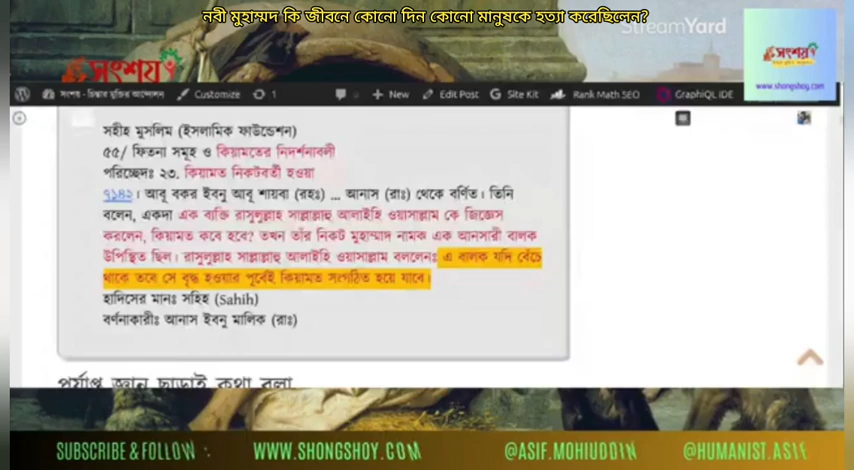 নবী মুহাম্মদ কি জীবনে কোনো দিন কোনো মানুষকে হত্যা করেছিলেন?
StreamYard
সংশয়
সংশয়
www.shongshoy.com
সংশয় - চিন্তার মুক্তির আন্দোলন Customize 1 New Edit Post Site Kit Rank Math SEO GraphiQL IDE
সহীহ মুসলিম (ইসলামিক ফাউন্ডেশন)
৫৫/ ফিতনা সমূহ ও কিয়ামতের নিদর্শনাবলী
পরিচ্ছেদঃ ২৩. কিয়ামত নিকটবর্তী হওয়া
৭১৪২। আবূ বকর ইবনু আবূ শায়বা (রহঃ) ... আনাস (রাঃ) থেকে বর্ণিত। তিনি
বলেন, একদা এক ব্যক্তি রাসুলুল্লাহ সাল্লাল্লাহু আলাইহি ওয়াসাল্লাম কে জিজ্ঞেস
করলেন, কিয়ামত কবে হবে? তখন তাঁর নিকট মুহাম্মাদ নামক এক আনসারী বালক
উপিস্থিত ছিল। রাসুলুল্লাহ সাল্লাল্লাহু আলাইহি ওয়াসাল্লাম বললেনঃ এ বালক যদি বেঁচে
থাকে তবে সে বৃদ্ধ হওয়ার পূর্বেই কিয়ামত সংগঠিত হয়ে যাবে।
হাদিসের মানঃ সহিহ (Sahih)
বর্ণনাকারীঃ আনাস ইবনু মালিক (রাঃ)
পর্যাপ্ত জ্ঞান ছাড়াই কথা বলা
SUBSCRIBE & FOLLOW : WWW.SHONGSHOY.COM @ASIF.MOHIUDDIN @HUMANIST.ASIF